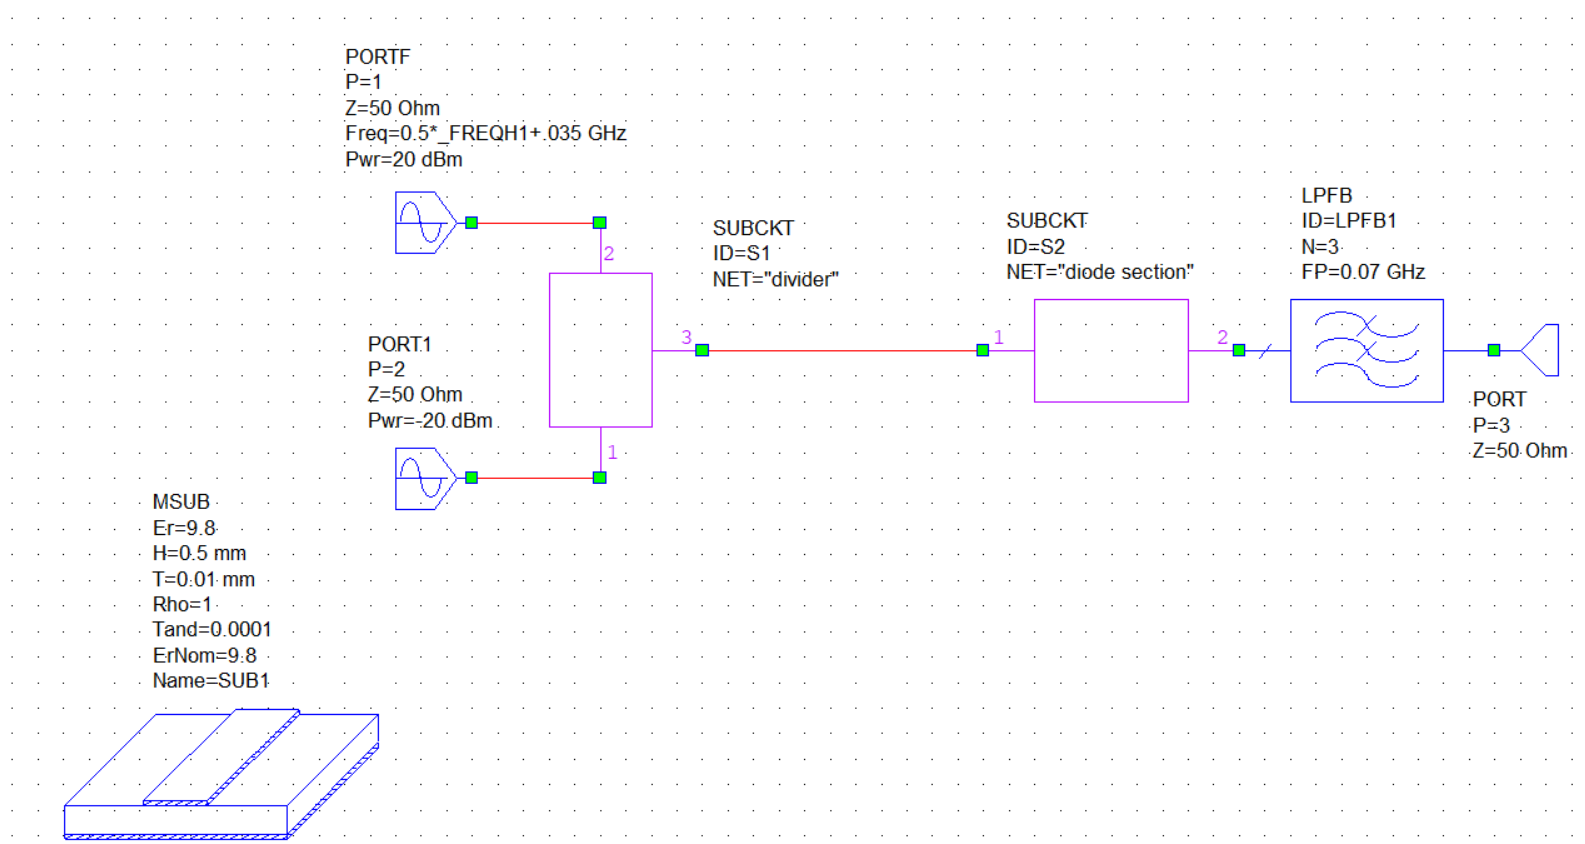 PORTF
P=1
Z=50 Ohm
Freq=0.5*_FREQH1+.035 GHz
Pwr=20 dBm
2
SUBCKT
ID=S1
NET="divider"
3
SUBCKT
ID=S2
NET="diode section"
1
2
LPFB
ID=LPFB1
N=3
FP=0.07 GHz
PORT1
P=2
Z=50 Ohm
Pwr=-20 dBm
1
PORT
P=3
Z=50 Ohm
MSUB
Er=9.8
H=0.5 mm
T=0.01 mm
Rho=1
Tand=0.0001
ErNom=9.8
Name=SUB1